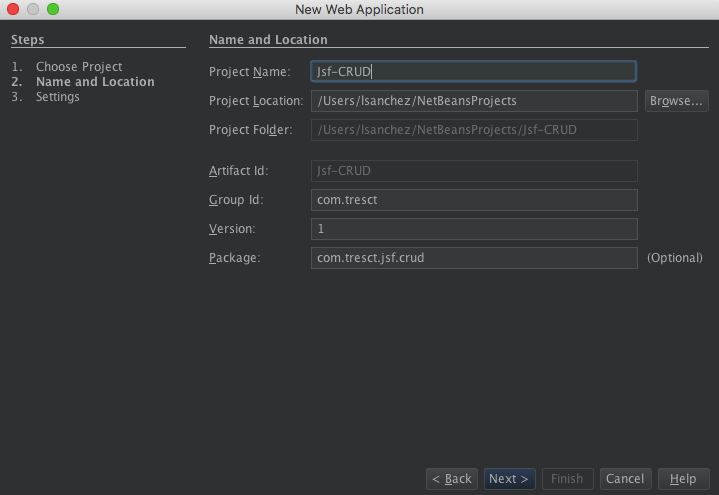 New Web Application
Steps
1. Choose Project
2. Name and Location
3. Settings
Name and Location
Project Name: Jsf-CRUD
Project Location: /Users/lsanchez/NetBeansProjects Browse...
Project Folder: /Users/lsanchez/NetBeansProjects/Jsf-CRUD
Artifact Id: Jsf-CRUD
Group Id: com.tresct
Version: 1
Package: com.tresct.jsf.crud (Optional)
< Back Next > Finish Cancel Help